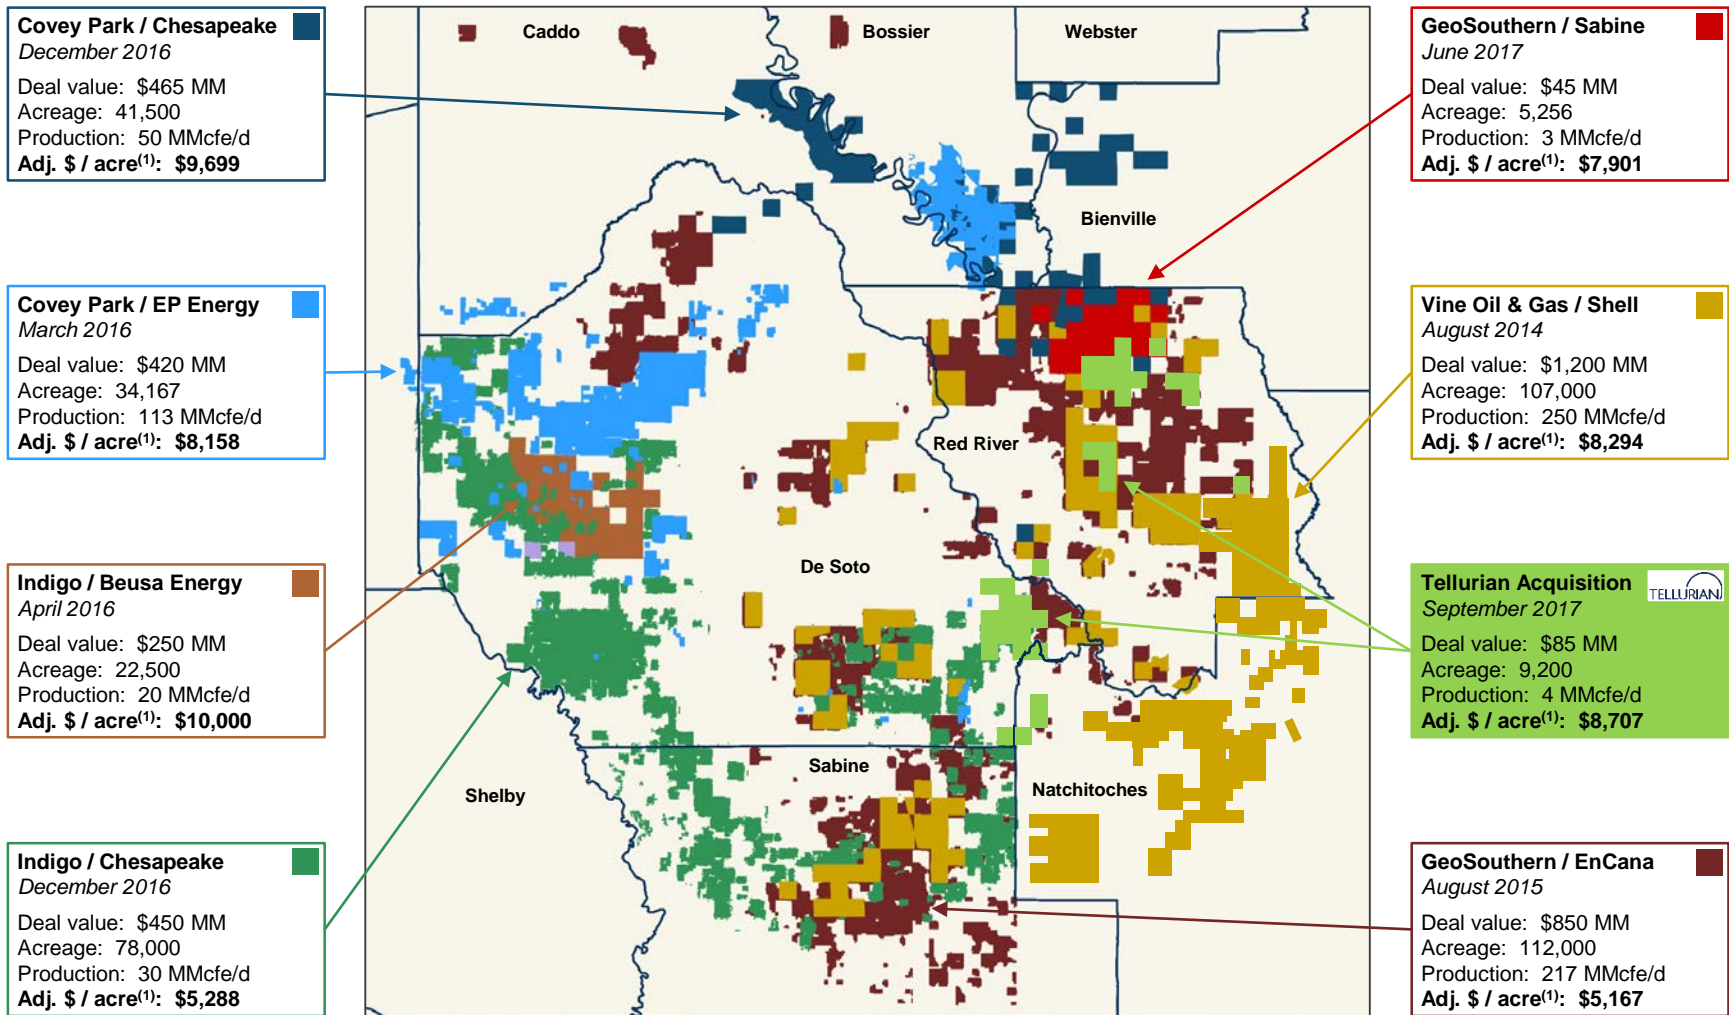 Covey Park / Chesapeake
December 2016
Deal value: $465 MM
Acreage: 41,500
Production: 50 MMcfe/d
Adj. $ / acre(1): $9,699
Covey Park / EP Energy
March 2016
Deal value: $420 MM
Acreage: 34,167
Production: 113 MMcfe/d
Adj. $ / acre(1): $8,158
Indigo / Beusa Energy
April 2016
Deal value: $250 MM
Acreage: 22,500
Production: 20 MMcfe/d
Adj. $ / acre(1): $10,000
Indigo / Chesapeake
December 2016
Deal value: $450 MM
Acreage: 78,000
Production: 30 MMcfe/d
Adj. $ / acre(1): $5,288
Caddo
Bossier
Webster
Bienville
Red River
De Soto
Sabine
Shelby
Natchitoches
GeoSouthern / Sabine
June 2017
Deal value: $45 MM
Acreage: 5,256
Production: 3 MMcfe/d
Adj. $ / acre(1): $7,901
Vine Oil & Gas / Shell
August 2014
Deal value: $1,200 MM
Acreage: 107,000
Production: 250 MMcfe/d
Adj. $ / acre(1): $8,294
Tellurian Acquisition
TELLURIAN
September 2017
Deal value: $85 MM
Acreage: 9,200
Production: 4 MMcfe/d
Adj. $ / acre(1): $8,707
GeoSouthern / EnCana
August 2015
Deal value: $850 MM
Acreage: 112,000
Production: 217 MMcfe/d
Adj. $ / acre(1): $5,167